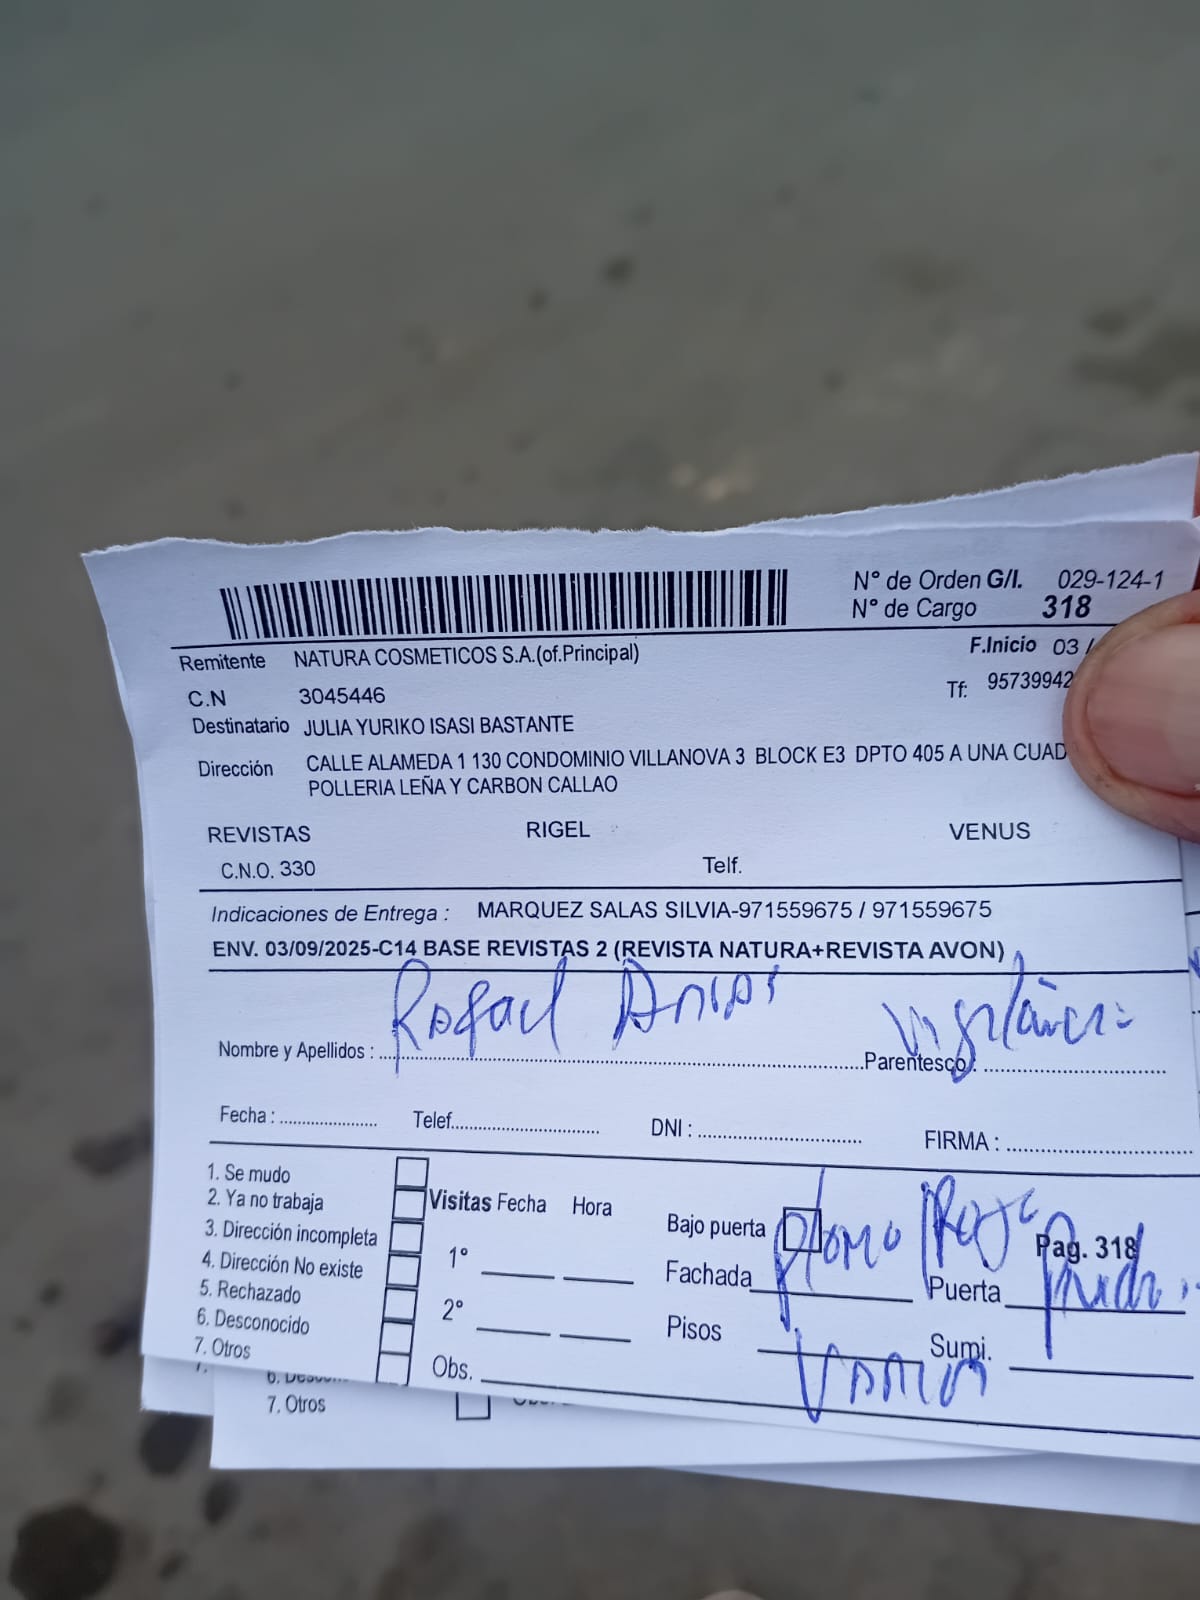 N° de Orden G/I. 029-124-1
N° de Cargo 318
Remitente NATURA COSMETICOS S.A.(of.Principal)
F.Inicio 03 /
C.N 3045446
Tf: 95739942
Destinatario JULIA YURIKO ISASI BASTANTE
Dirección CALLE ALAMEDA 1 130 CONDOMINIO VILLANOVA 3 BLOCK E3 DPTO 405 A UNA CUAD
POLLERIA LEÑA Y CARBON CALLAO
REVISTAS RIGEL VENUS
C.N.O. 330 Telf.
Indicaciones de Entrega : MARQUEZ SALAS SILVIA-971559675 / 971559675
ENV. 03/09/2025-C14 BASE REVISTAS 2 (REVISTA NATURA+REVISTA AVON)
Rafael Vigilancia
Nombre y Apellidos : Parentesco :
Fecha : Telef. DNI : FIRMA :
1. Se mudo
2. Ya no trabaja
3. Dirección incompleta
4. Dirección No existe
5. Rechazado
6. Desconocido
7. Otros
Visitas Fecha Hora
1°
2°
Obs.
Bajo puerta plomo Rojo
Pag. 318
Fachada Puerta
Pisos Sumi.
Varios
7. Otros